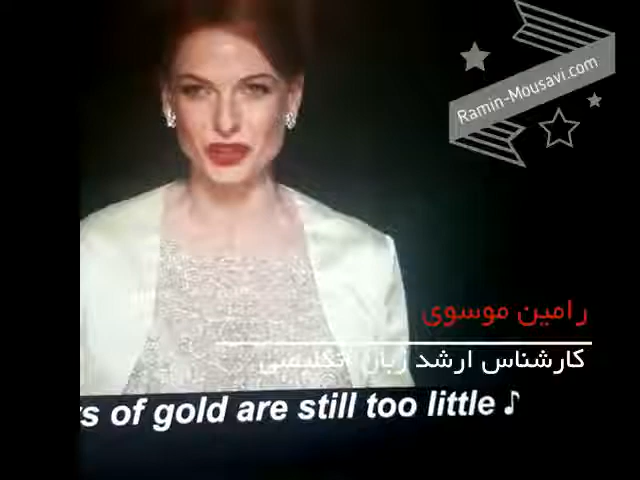 Ramin-Mousavi.com
رامین موسوی
کارشناس ارشد زبان انگلیسی
of gold are still too little ♪